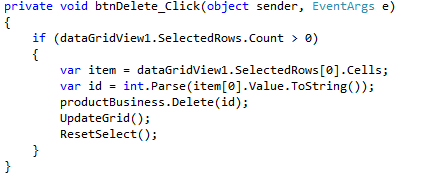 private void btnDelete_Click(object sender, EventArgs e)
{
    if (dataGridView1.SelectedRows.Count > 0)
    {
        var item = dataGridView1.SelectedRows[0].Cells;
        var id = int.Parse(item[0].Value.ToString());
        productBusiness.Delete(id);
        UpdateGrid();
        ResetSelect();
    }
}